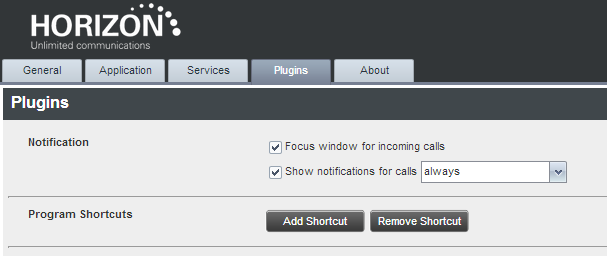 HORIZON
Unlimited communications
General Application Services Plugins About
Plugins
Notification
Focus window for incoming calls
Show notifications for calls always
Program Shortcuts Add Shortcut Remove Shortcut